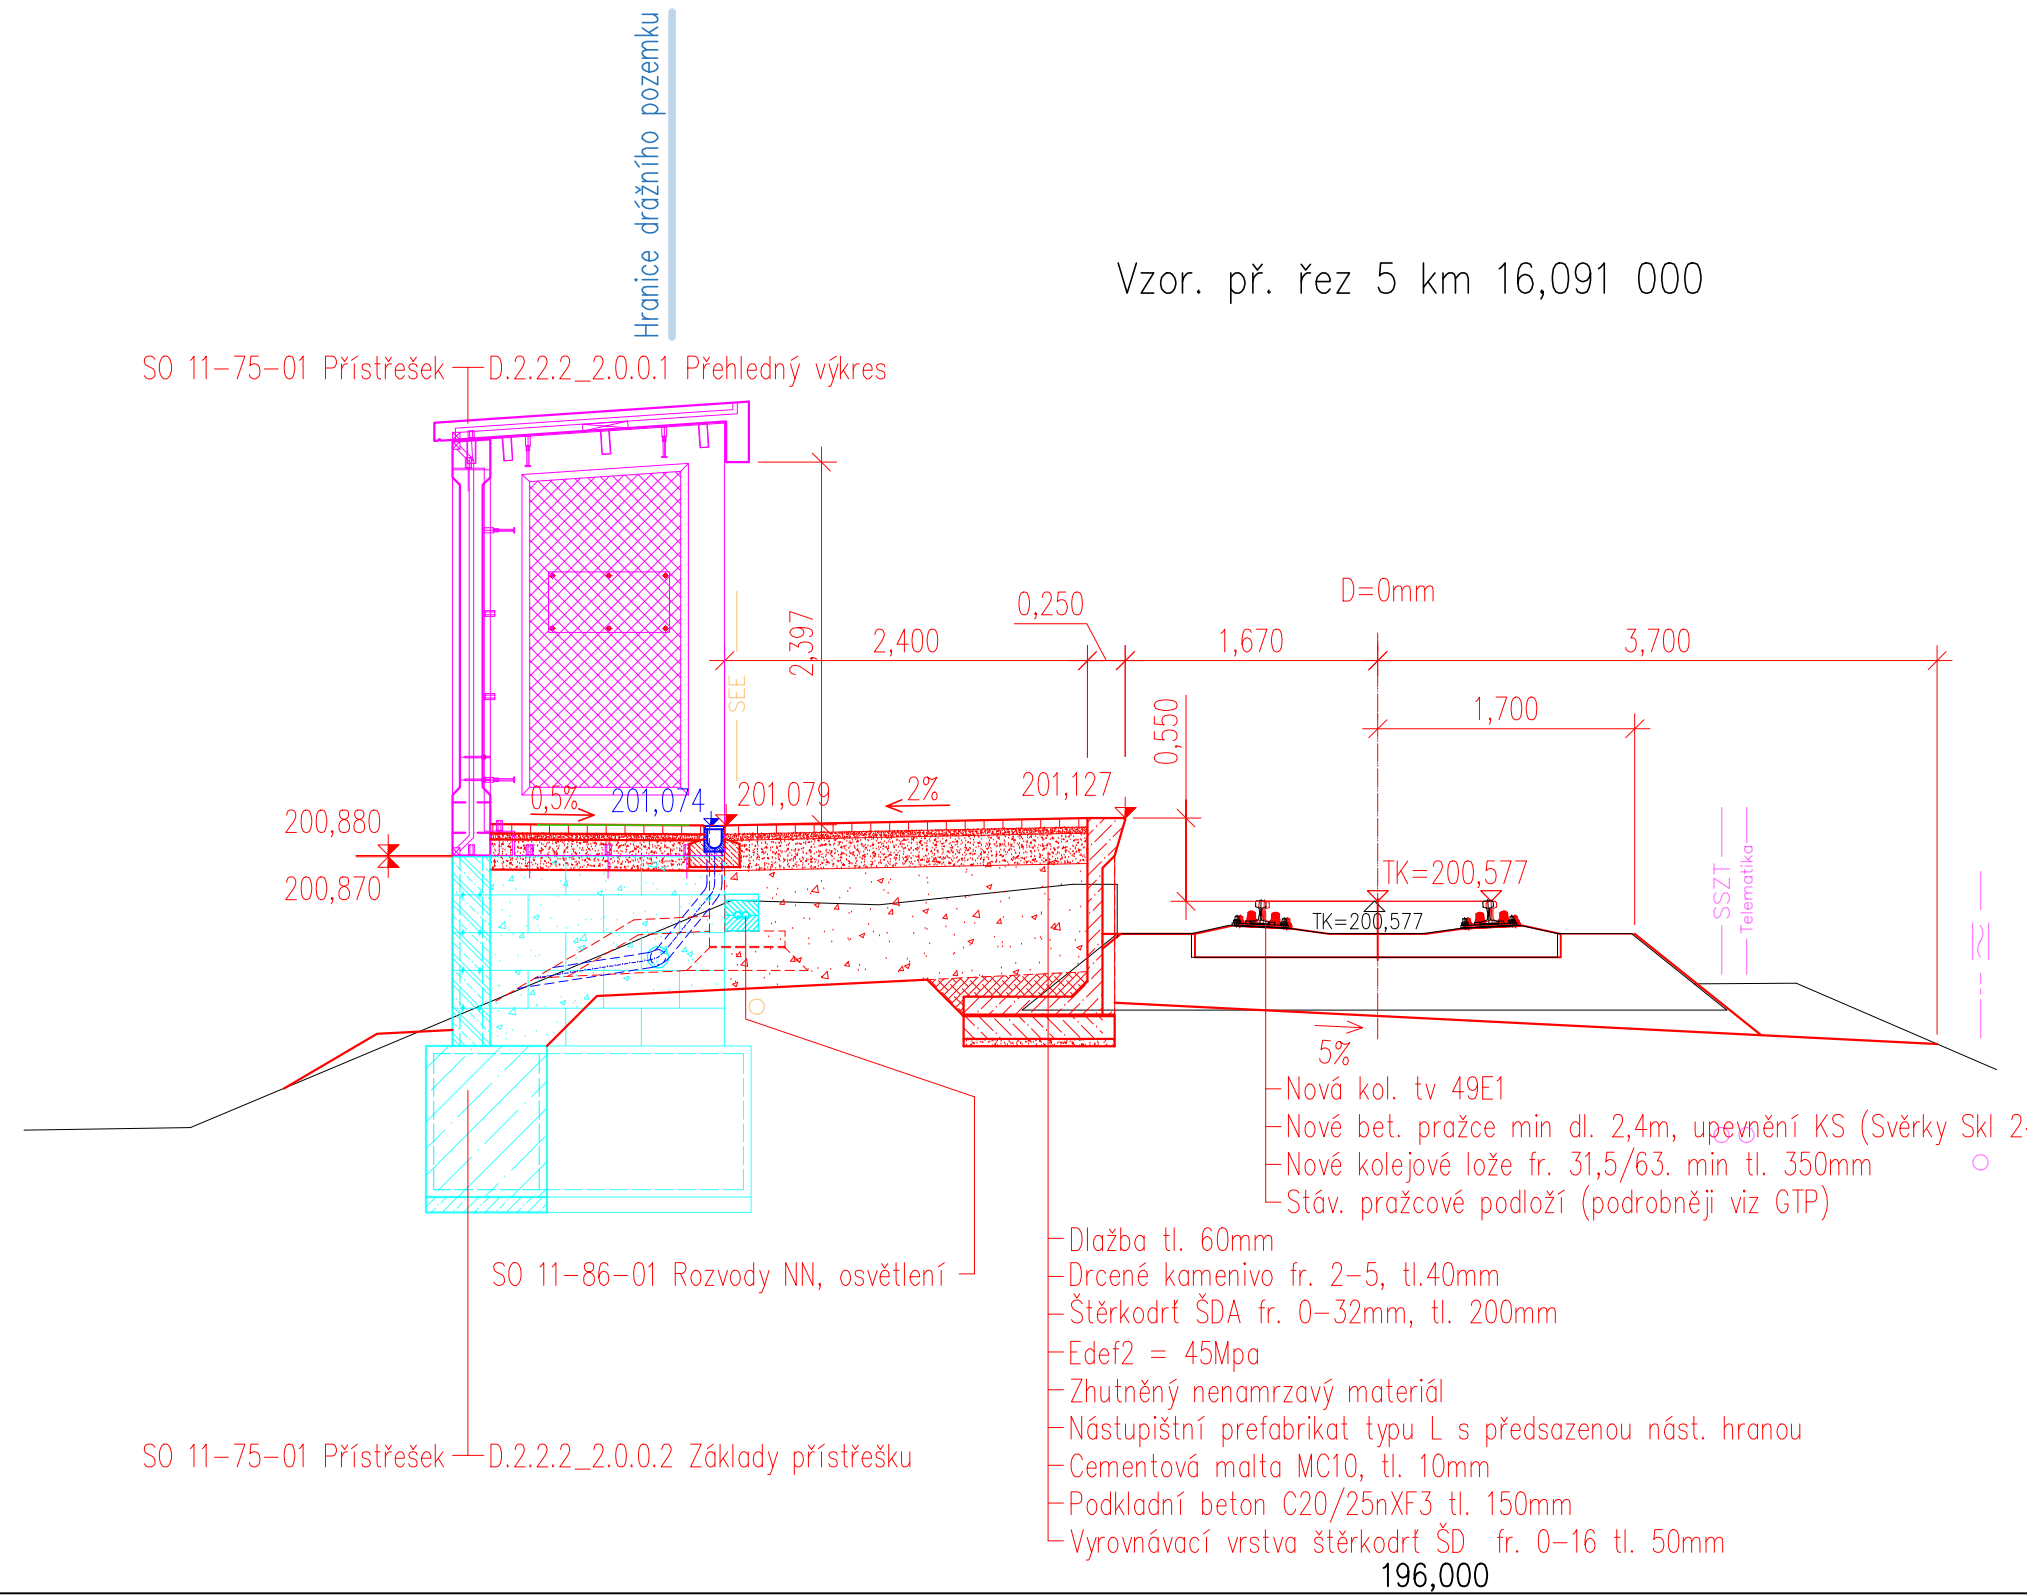 Hranice drážního pozemku
Vzor. př. řez 5 km 16,091 000
SO 11-75-01 Přístřešek
D.2.2.2_2.0.0.1 Přehledný výkres
D=0mm
0,250
2,397
2,400
1,670
3,700
SEE
1,700
0,550
0,5%
201,074
201,079
2%
201,127
200,880
200,870
TK=200,577
TK=200,577
SSZT
Telematika
5%
Nová kol. tv 49E1
Nové bet. pražce min dl. 2,4m, upevnění KS (Svěrky Skl 2-
Nové kolejové lože fr. 31,5/63. min tl. 350mm
Stáv. pražcové podloží (podrobněji viz GTP)
Dlažba tl. 60mm
SO 11-86-01 Rozvody NN, osvětlení
Drcené kamenivo fr. 2-5, tl.40mm
Štěrkodrť ŠDA fr. 0-32mm, tl. 200mm
Edef2 = 45Mpa
Zhutněný nenamrzavý materiál
Nástupištní prefabrikat typu L s předsazenou nást. hranou
SO 11-75-01 Přístřešek
D.2.2.2_2.0.0.2 Základy přístřešku
Cementová malta MC10, tl. 10mm
Podkladní beton C20/25nXF3 tl. 150mm
Vyrovnávací vrstva štěrkodrť ŠD fr. 0-16 tl. 50mm
196,000